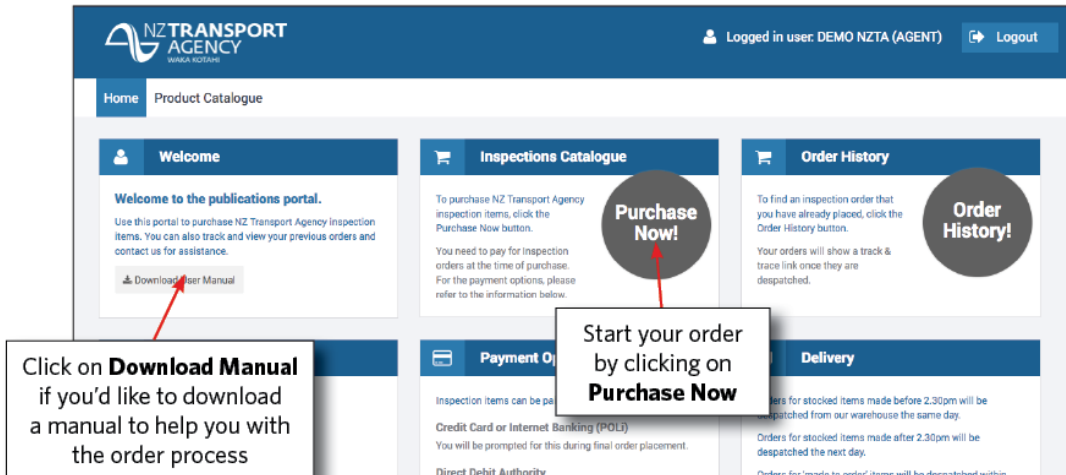 NZTRANSPORT
AGENCY
WAKA KOTAHI
Logged in user: DEMO NZTA (AGENT)
Logout
Home
Product Catalogue
Welcome
Welcome to the publications portal.
Use this portal to purchase NZ Transport Agency inspection
items. You can also track and view your previous orders and
contact us for assistance.
Download User Manual
Inspections Catalogue
To purchase NZ Transport Agency
inspection items, click the
Purchase Now button.
You need to pay for Inspection
orders at the time of purchase.
For the payment options, please
refer to the information below.
Purchase
Now!
Order History
To find an inspection order that
you have already placed, click the
Order History button.
Your orders will show a track &
trace link once they are
despatched.
Order
History!
Click on Download Manual
if you'd like to download
a manual to help you with
the order process
Payment
Inspection items can be
Credit Card or Internet Banking (POLi)
You will be prompted for this during final order placement.
Direct Debit Authority
Start your order
by clicking on
Purchase Now
Delivery
for stocked items made before 2.30pm will be
despatched from our warehouse the same day.
Orders for stocked items made after 2.30pm will be
despatched the next day.
Orders for 'made to order' items will be despatched within